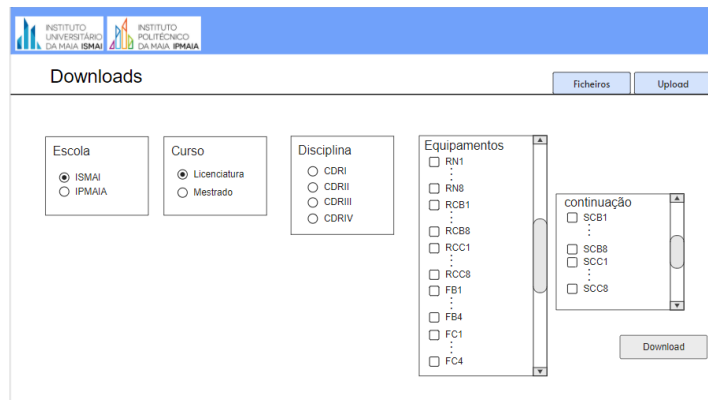 INSTITUTO
UNIVERSITÁRIO
DA MAIA ISMAI
INSTITUTO
POLITÉCNICO
DA MAIA IPMAIA
Downloads
Ficheiros
Upload
Escola
ISMAI
IPMAIA
Curso
Licenciatura
Mestrado
Disciplina
CDRI
CDRII
CDRIII
CDRIV
Equipamentos
RN1
RN8
RCB1
RCB8
RCC1
RCC8
FB1
FB4
FC1
FC4
continuação
SCB1
SCB8
SCC1
SCC8
Download